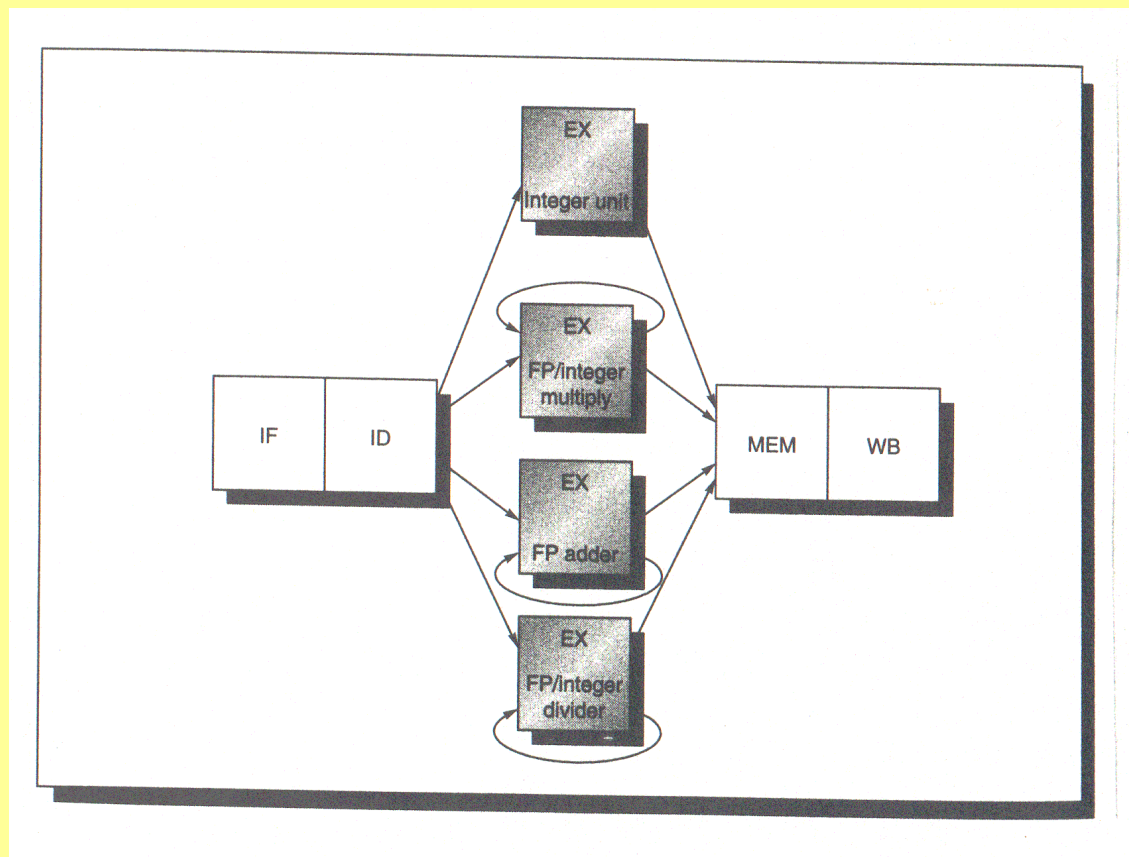 EX
Integer unit
EX
FP/integer
multiply
IF
ID
MEM
WB
EX
FP adder
EX
FP/integer
divider